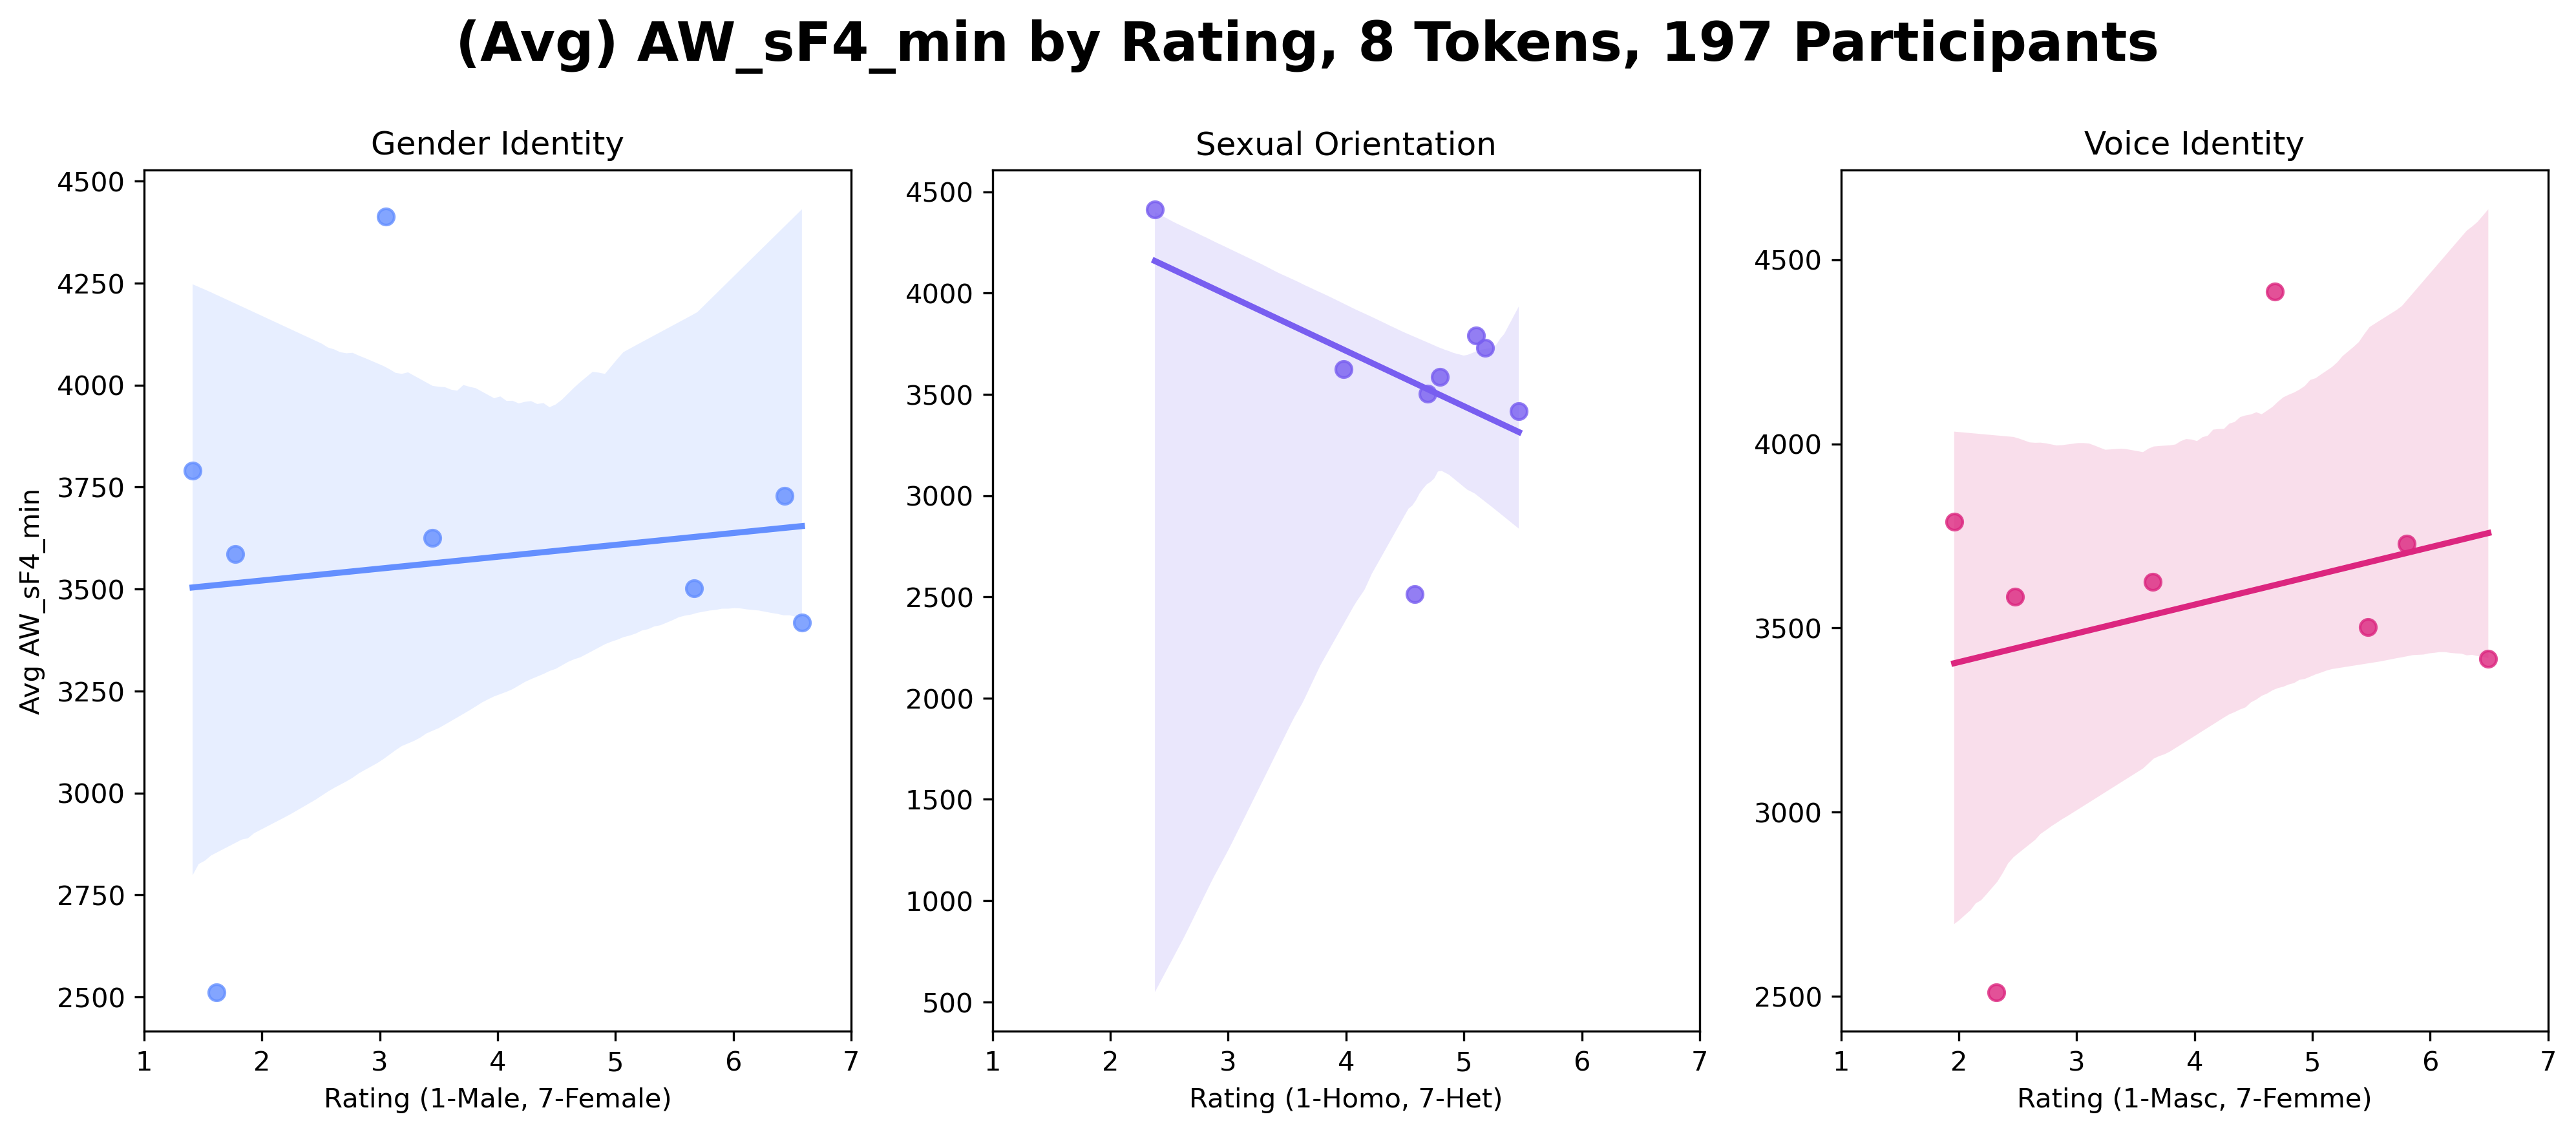 (Avg) AW_sF4_min by Rating, 8 Tokens, 197 Participants
Gender Identity
Avg AW_sF4_min
4500
4250
4000
3750
3500
3250
3000
2750
2500
1 2 3 4 5 6 7
Rating (1-Male, 7-Female)
Sexual Orientation
4500
4000
3500
3000
2500
2000
1500
1000
500
1 2 3 4 5 6 7
Rating (1-Homo, 7-Het)
Voice Identity
4500
4000
3500
3000
2500
1 2 3 4 5 6 7
Rating (1-Masc, 7-Femme)